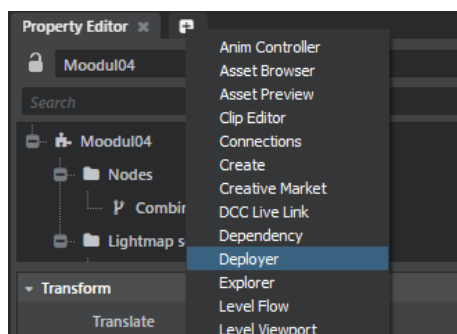 Property Editor
Moodul04
Search
Moodul04
Nodes
Lightmap
Transform
Translate
Anim Controller
Asset Browser
Asset Preview
Clip Editor
Connections
Create
Creative Market
DCC Live Link
Dependency
Deployer
Explorer
Level Flow
Level Viewport